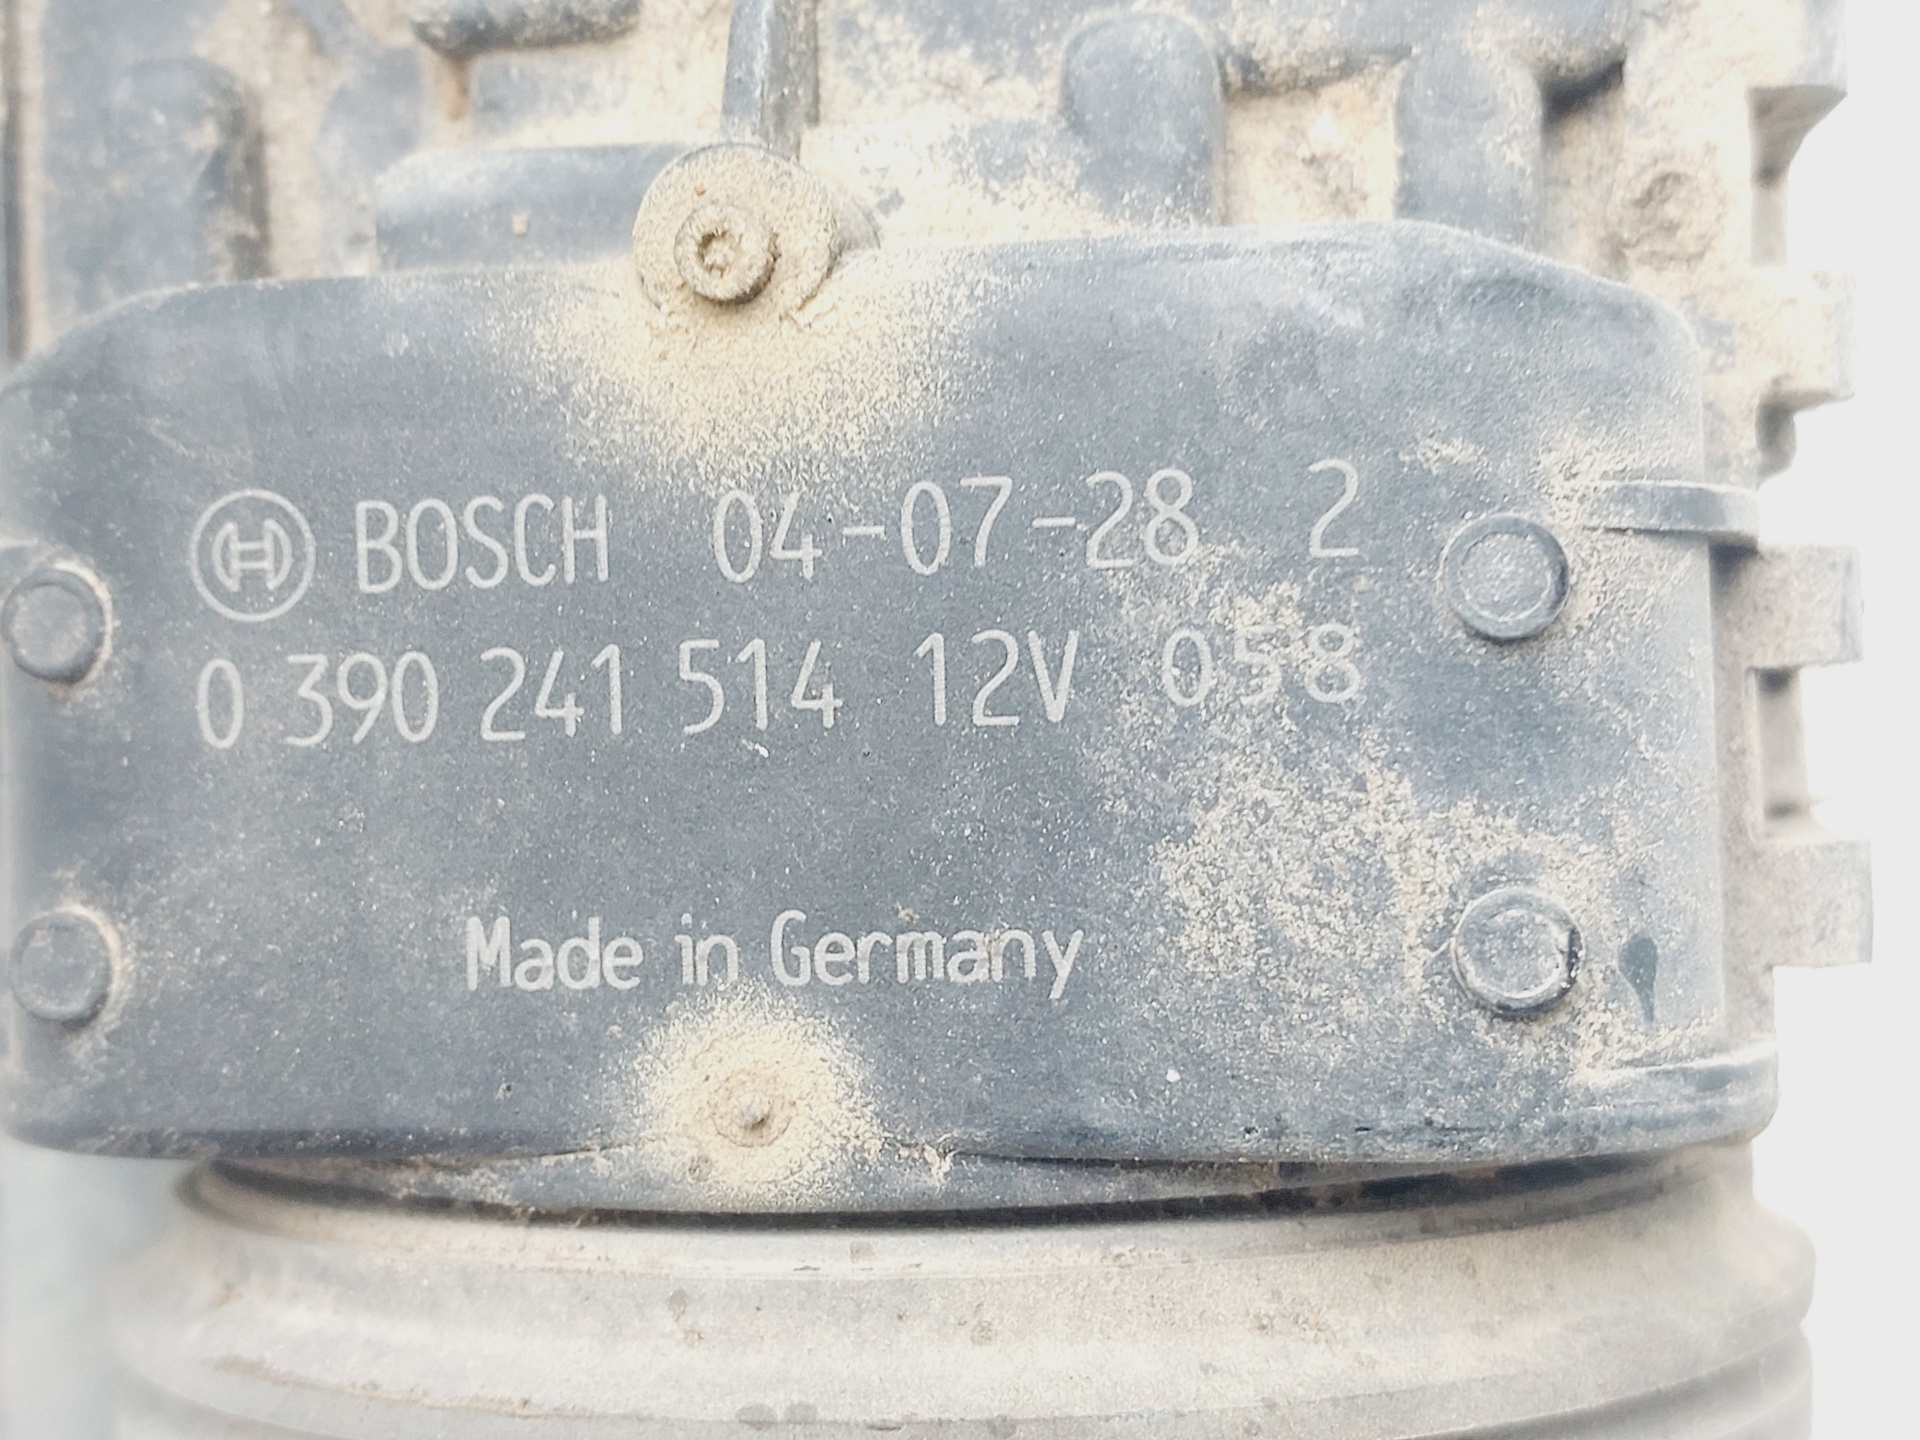 BOSCH 04-07-28 2
0 390 241 514 12V 058
Made in Germany